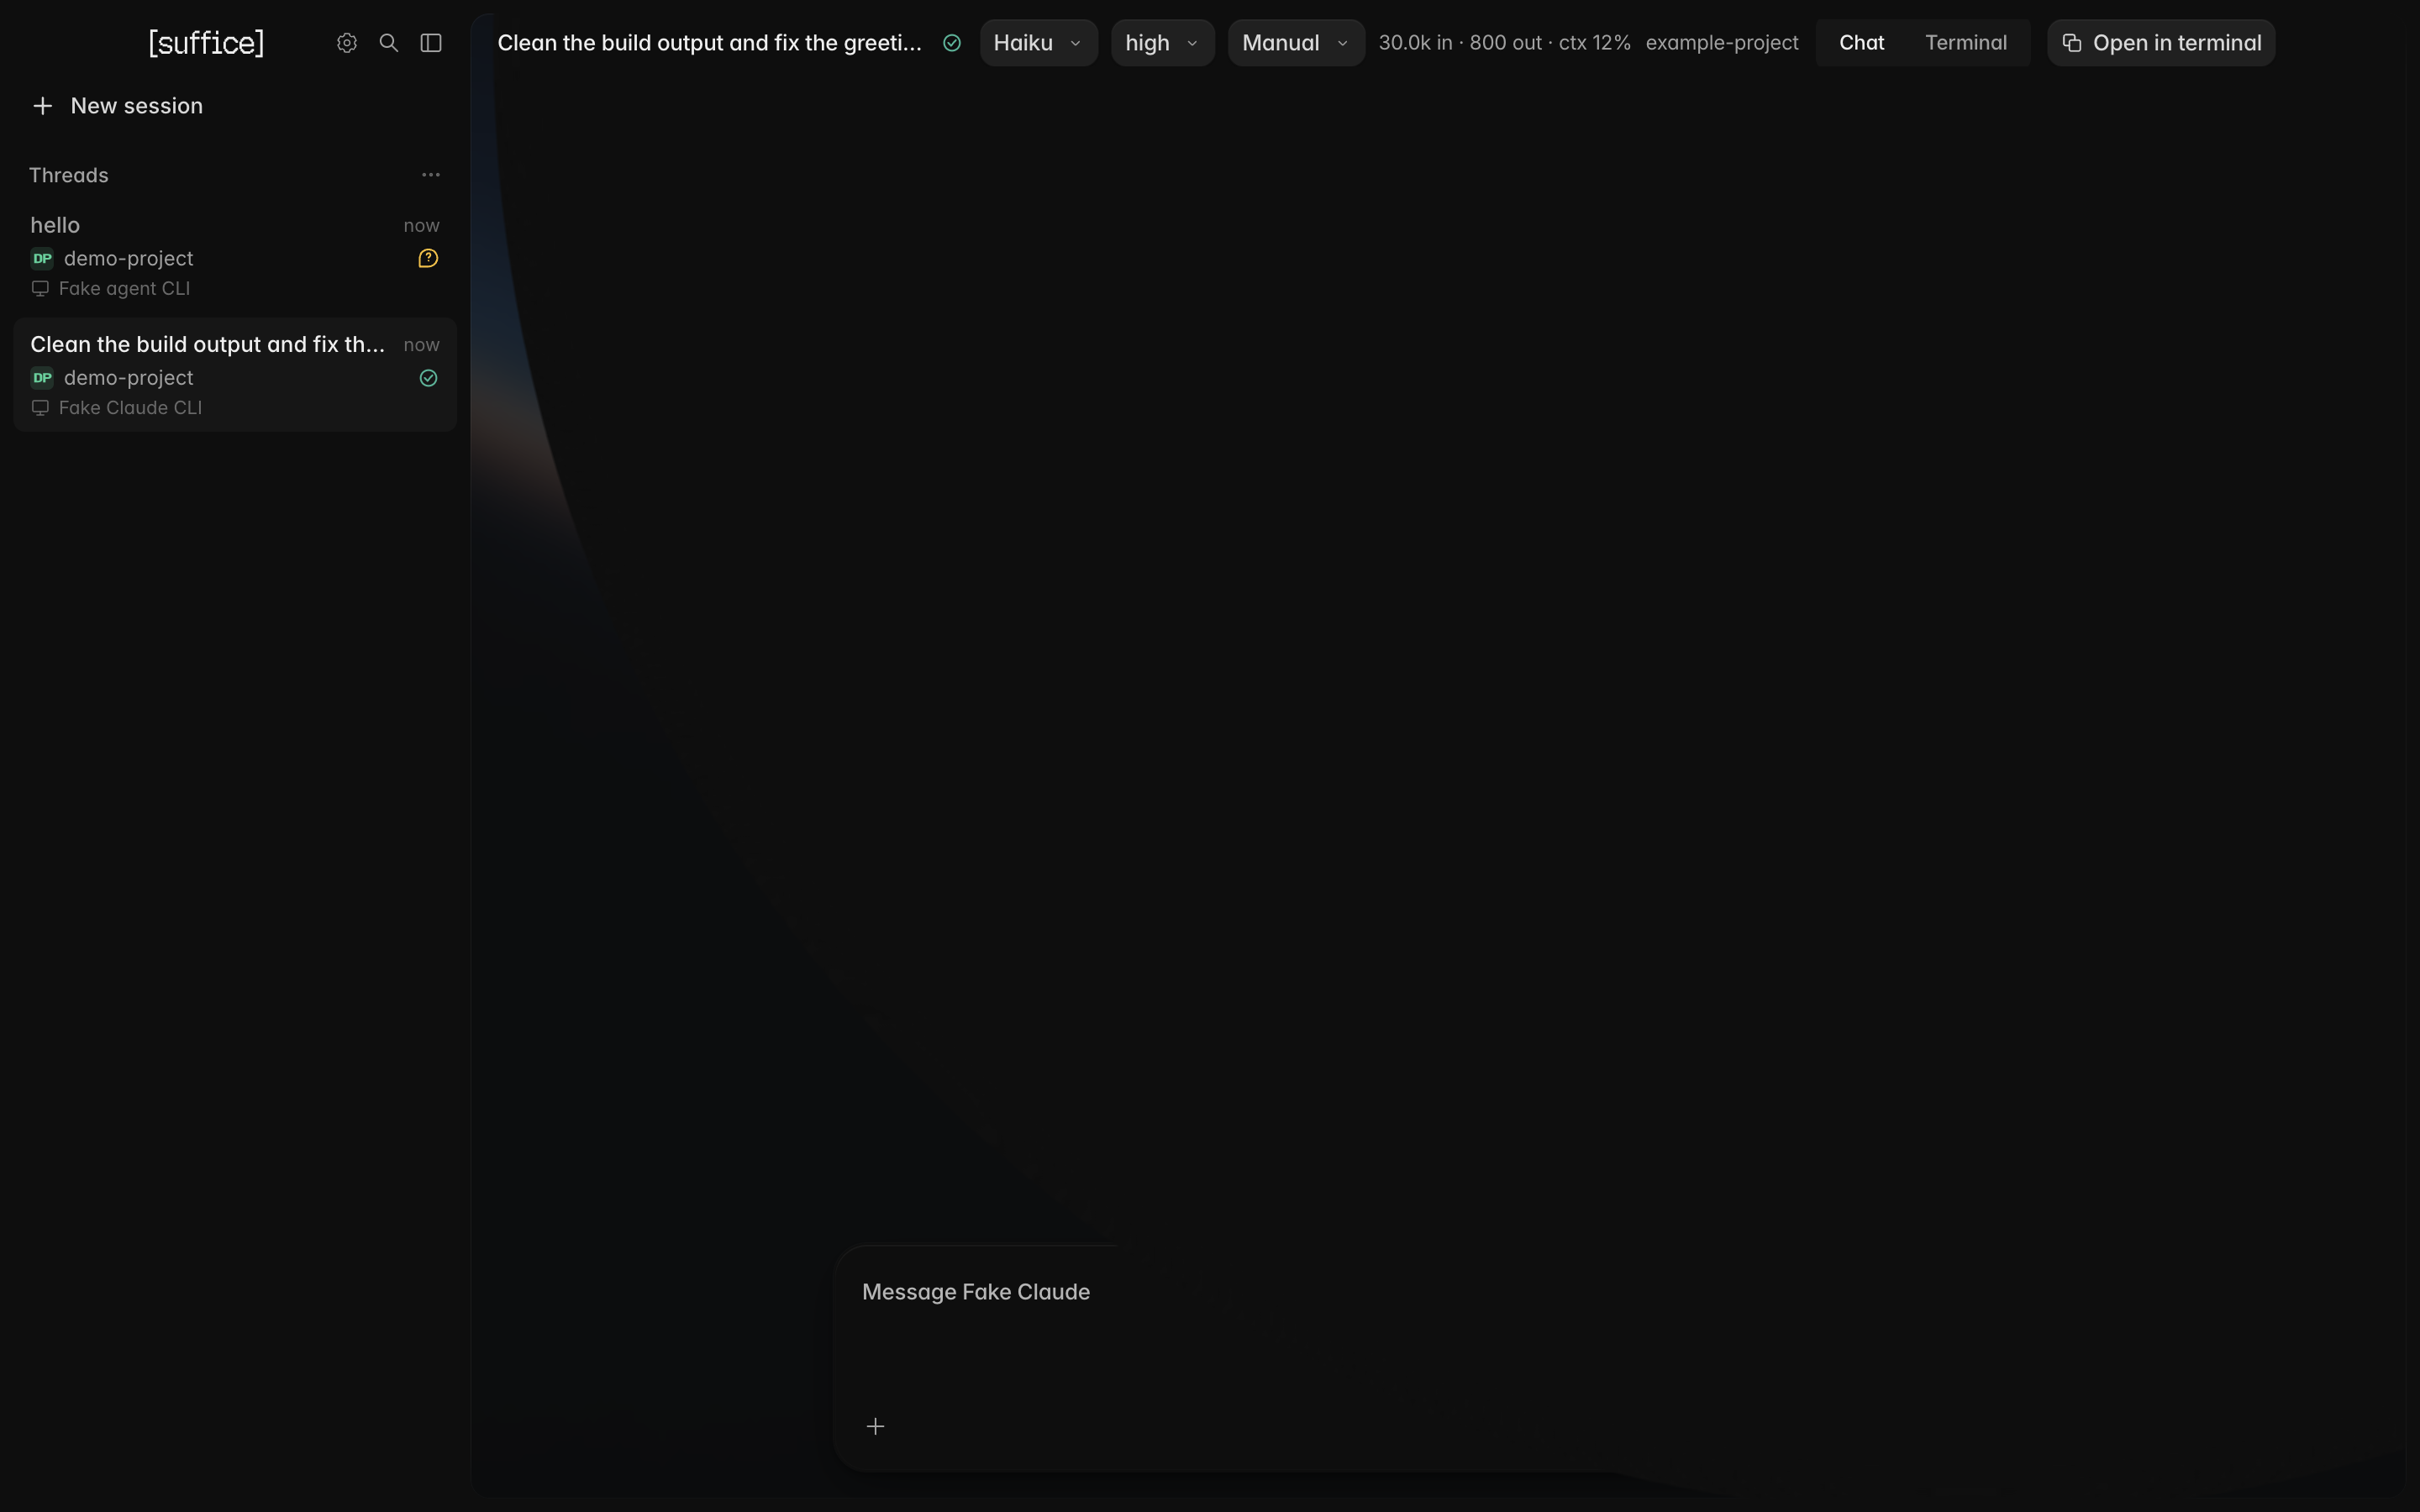 [suffice]
New session
Threads
hello now
DP demo-project
Fake agent CLI
Clean the build output and fix th... now
DP demo-project
Fake Claude CLI
Clean the build output and fix the greeti... Haiku high Manual 30.0k in · 800 out · ctx 12% example-project Chat Terminal Open in terminal
Message Fake Claude